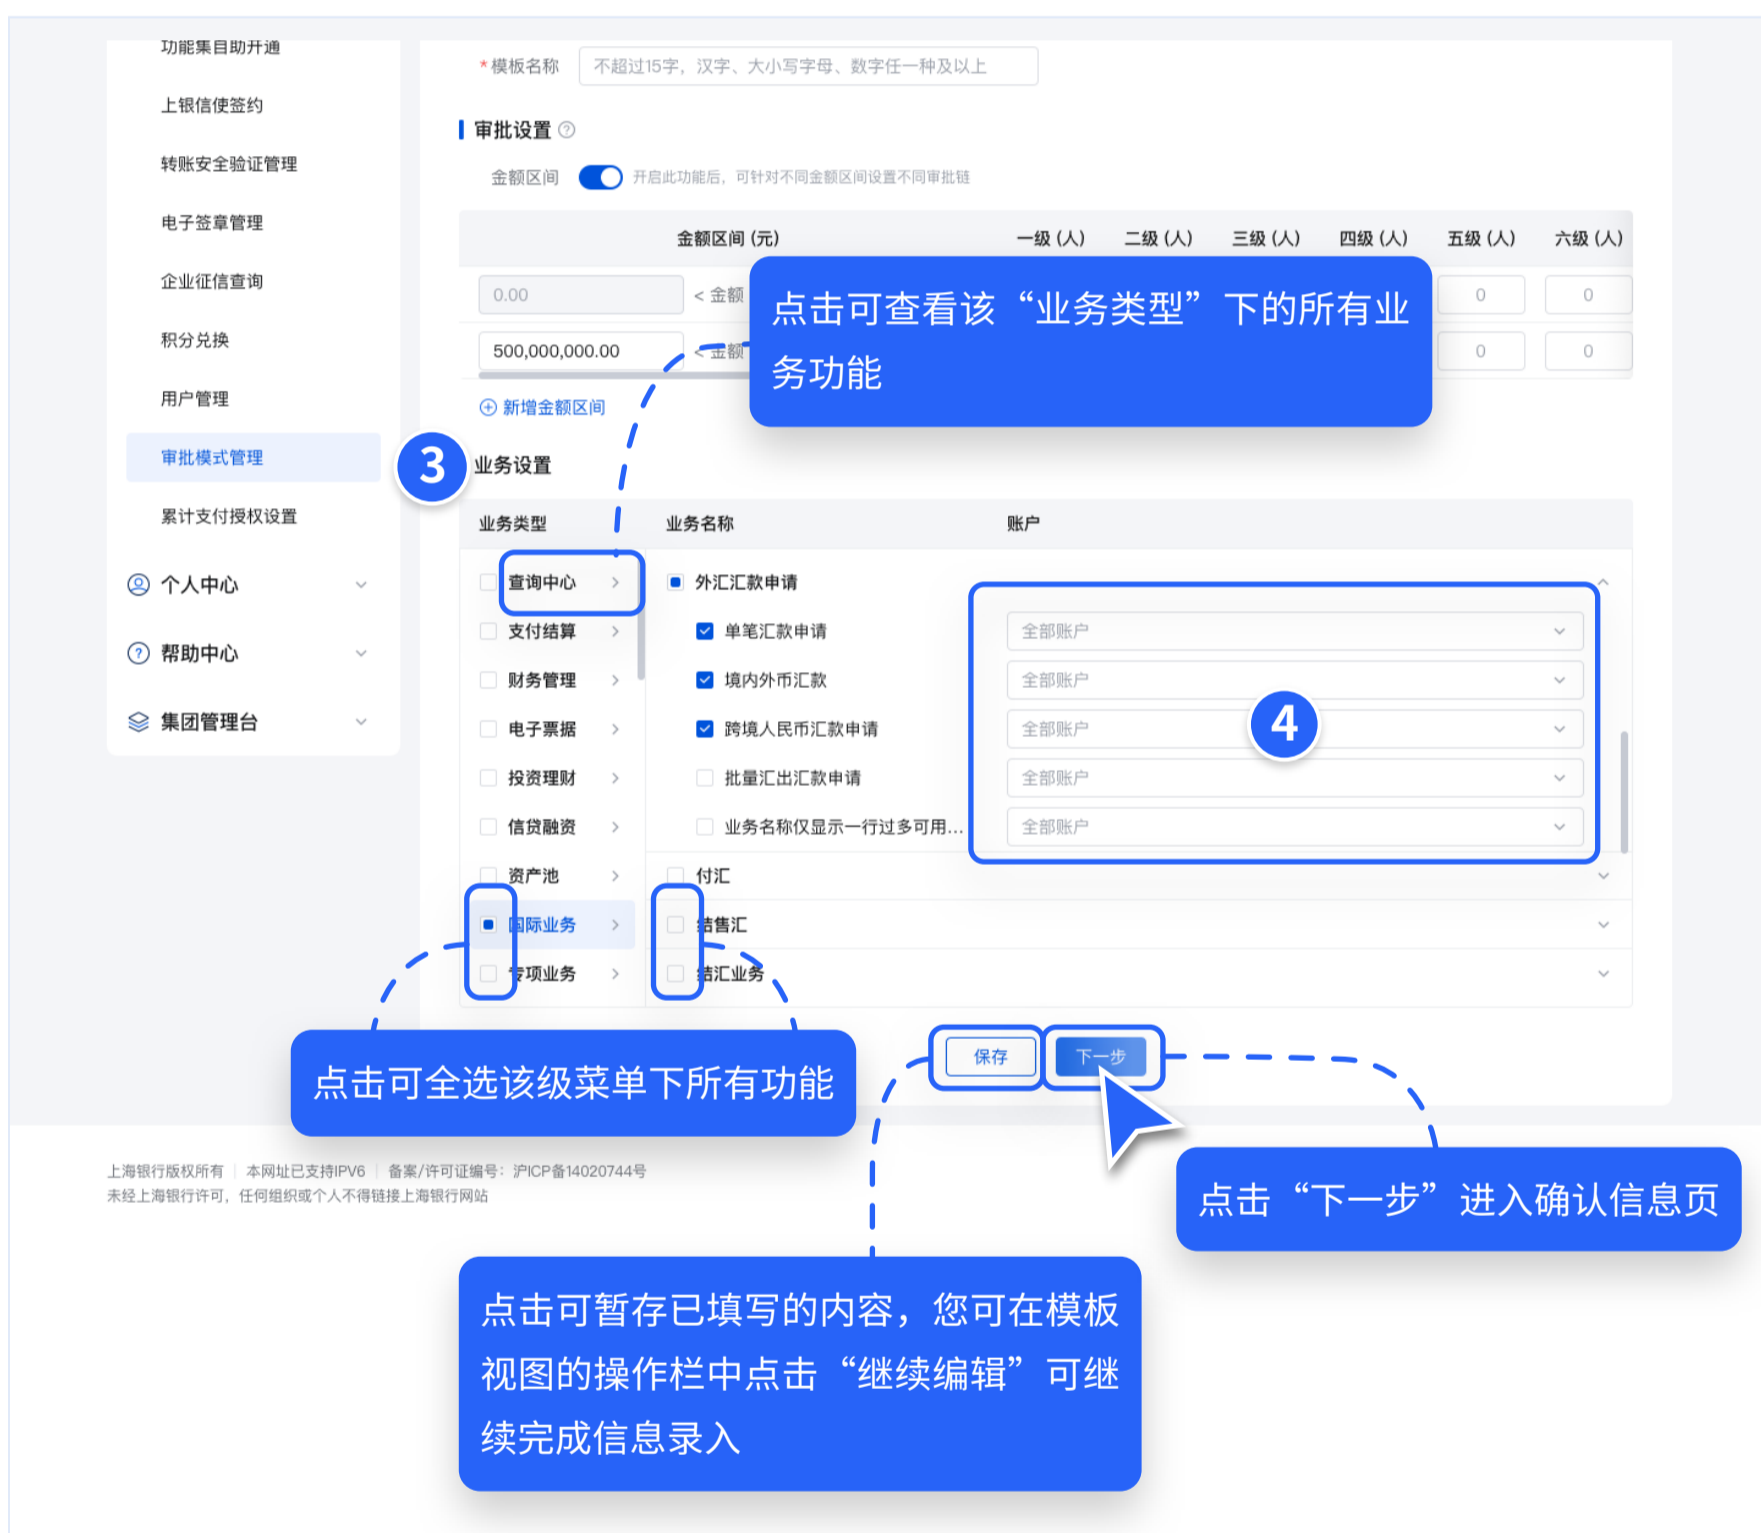 功能集自助开通
上银信使签约
转账安全验证管理
电子签章管理
企业征信查询
积分兑换
用户管理
审批模式管理
累计支付授权设置
个人中心
帮助中心
集团管理台
*模板名称 不超过15字，汉字、大小写字母、数字任一种及以上
审批设置
金额区间 开启此功能后，可针对不同金额区间设置不同审批链
金额区间 (元) 一级 (人) 二级 (人) 三级 (人) 四级 (人) 五级 (人) 六级 (人)
0.00 < 金额 0 0
500,000,000.00 < 金额 0 0
点击可查看该“业务类型”下的所有业
务功能
新增金额区间
3 业务设置
业务类型 业务名称 账户
查询中心 外汇汇款申请
支付结算 单笔汇款申请 全部账户
财务管理 境内外币汇款 全部账户
电子票据 跨境人民币汇款申请 全部账户
4
投资理财 批量汇出汇款申请 全部账户
信贷融资 业务名称仅显示一行过多可用... 全部账户
资产池 付汇
国际业务 结售汇
专项业务 结汇业务
点击可全选该级菜单下所有功能
保存 下一步
上海银行版权所有 | 本网址已支持IPV6 | 备案/许可证编号：沪ICP备14020744号
未经上海银行许可，任何组织或个人不得链接上海银行网站
点击“下一步”进入确认信息页
点击可暂存已填写的内容，您可在模板
视图的操作栏中点击“继续编辑”可继
续完成信息录入